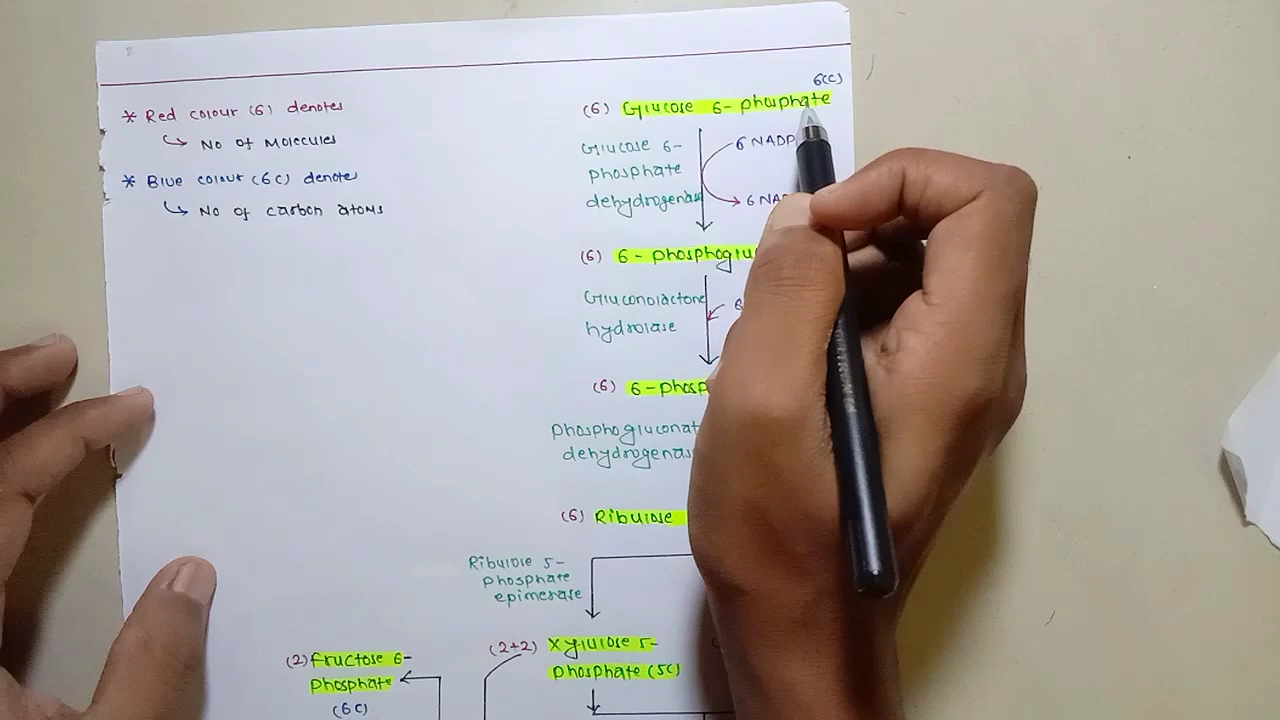 * Red colour (6) denotes
↳ No of Molecules
* Blue colour (6C) denotes
↳ No of carbon atoms
6(C)
(6) Glucose 6- phosphate
Glucose 6-
phosphate
dehydrogenase
6 NADP
6 NAD
(6) 6 - phosphoglu
Gluconolactone
hydrolase
6
(6) 6-phosp
phosphogluconat
dehydrogenas
(6) Ribulose
Ribulose 5-
phosphate
epimerase
(2+2) Xylulose 5-
phosphate (5C)
(2) Fructose 6-
phosphate
(6C)